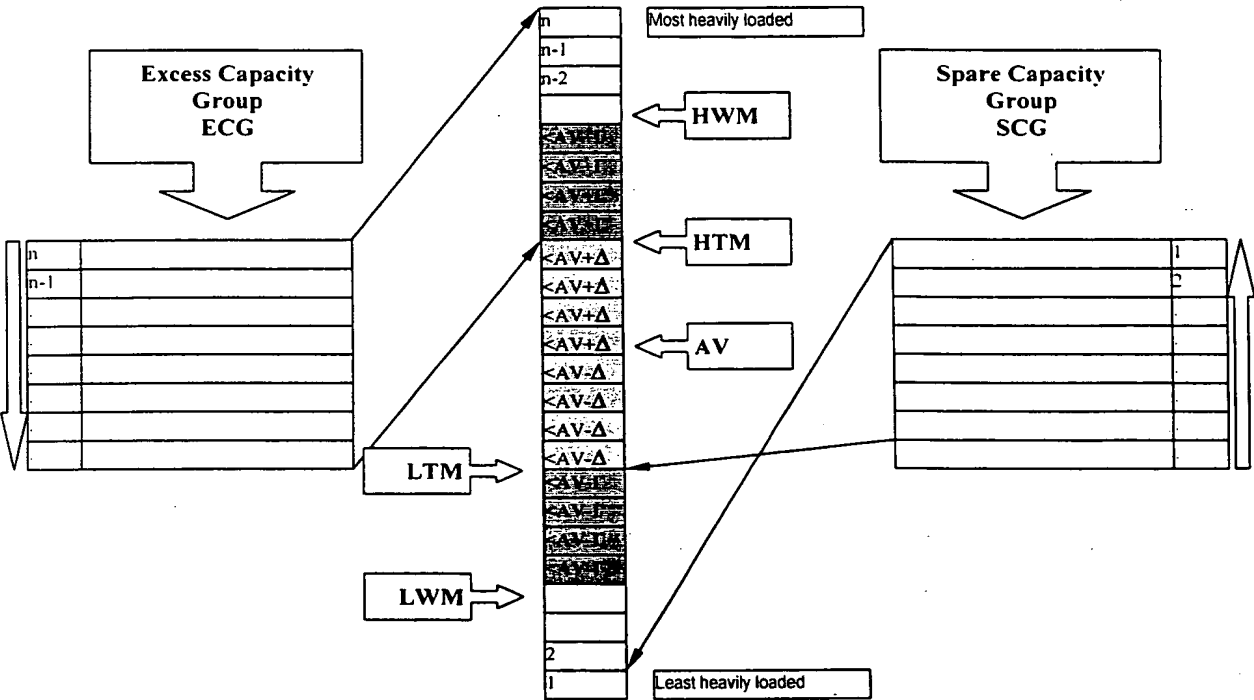 n
Most heavily loaded
n-1
n-2
Excess Capacity
Group
ECG
Spare Capacity
Group
SCG
HWM
HTM
n
n-1
1
2
<AV+Δ
<AV+Δ
<AV+Δ
<AV+Δ
AV
<AV-Δ
<AV-Δ
<AV-Δ
<AV-Δ
LTM
LWM
2
1
Least heavily loaded